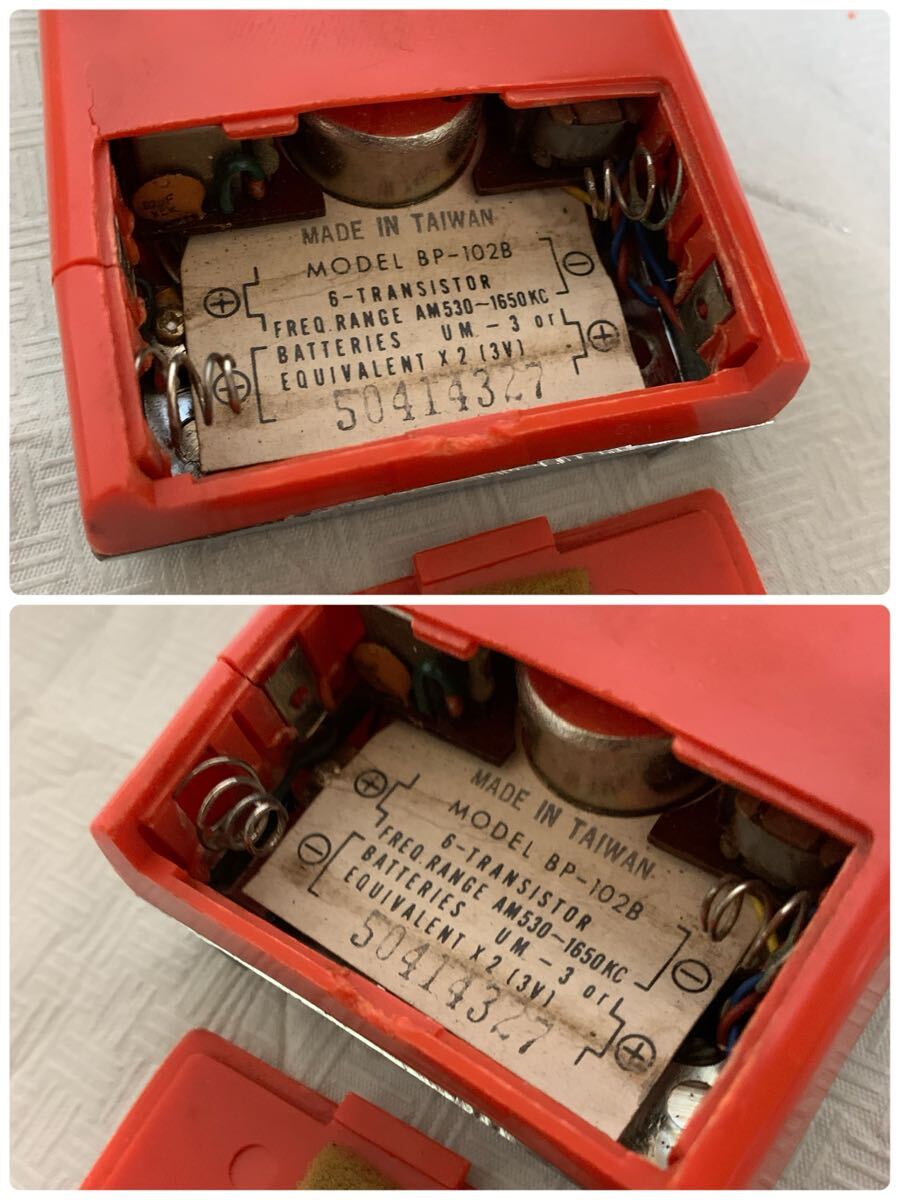 MADE IN TAIWAN
MODEL BP-102B
6-TRANSISTOR
FREQ. RANGE AM530~1650KC
BATTERIES UM-3 or
EQUIVALENT X 2 (3V)
50414327
MADE IN TAIWAN
MODEL BP-102B
6-TRANSISTOR
FREQ. RANGE AM530~1650KC
BATTERIES UM-3 or
EQUIVALENT X 2 (3V)
50414327